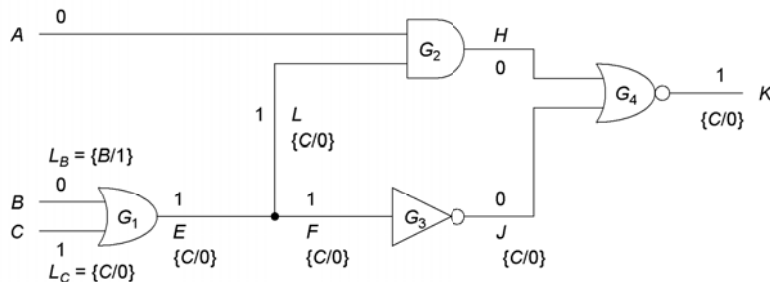 A 0
G2
H
0
G4
1
K
{C/0}
1
L
{C/0}
LB = {B/1}
B 0
C
G1
1
LC = {C/0}
1
E
{C/0}
1
F
{C/0}
G3
0
J
{C/0}